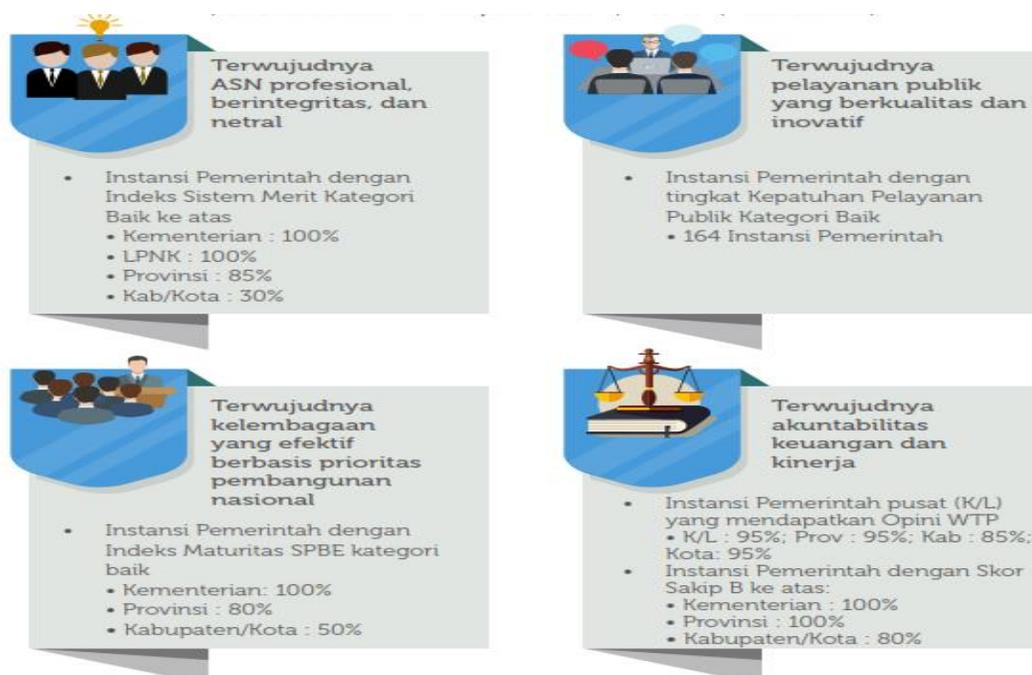 Terwujudnya
ASN profesional,
berintegritas, dan
netral
• Instansi Pemerintah dengan
Indeks Sistem Merit Kategori
Baik ke atas
• Kementerian : 100%
• LPNK : 100%
• Provinsi : 85%
• Kab/Kota : 30%
Terwujudnya
pelayanan publik
yang berkualitas dan
inovatif
• Instansi Pemerintah dengan
tingkat Kepatuhan Pelayanan
Publik Kategori Baik
• 164 Instansi Pemerintah
Terwujudnya
kelembagaan
yang efektif
berbasis prioritas
pembangunan
nasional
• Instansi Pemerintah dengan
Indeks Maturitas SPBE kategori
baik
• Kementerian: 100%
• Provinsi : 80%
• Kabupaten/Kota : 50%
Terwujudnya
akuntabilitas
keuangan dan
kinerja
• Instansi Pemerintah pusat (K/L)
yang mendapatkan Opini WTP
• K/L : 95%; Prov : 95%; Kab : 85%;
Kota: 95%
• Instansi Pemerintah dengan Skor
Sakip B ke atas:
• Kementerian : 100%
• Provinsi : 100%
• Kabupaten/Kota : 80%